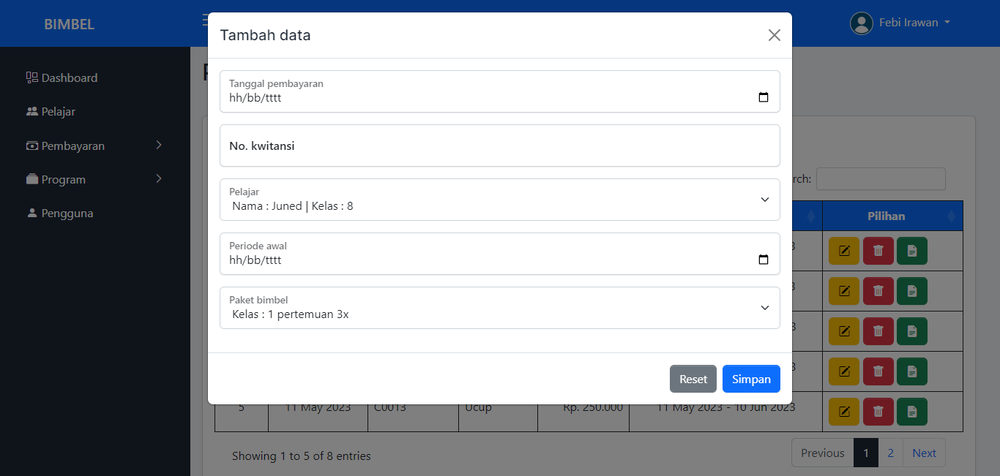 BIMBEL
Febi Irawan
Dashboard
Pelajar
Pembayaran
Program
Pengguna
Tambah data
Tanggal pembayaran
hh/bb/tttt
No. kwitansi
Pelajar
Nama : Juned | Kelas : 8
Periode awal
hh/bb/tttt
Paket bimbel
Kelas : 1 pertemuan 3x
Reset Simpan
rch:
Pilihan
3
3
3
3
5 11 May 2023 C0013 Ucup Rp. 250.000 11 May 2023 - 10 Jun 2023
Showing 1 to 5 of 8 entries
Previous 1 2 Next